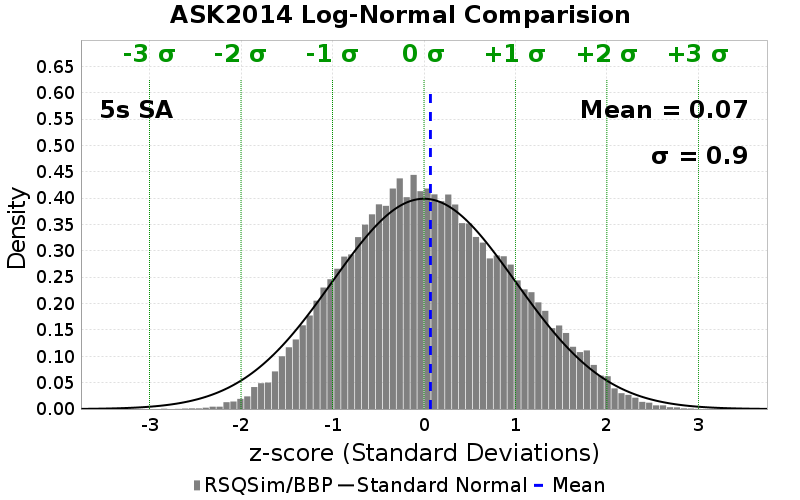 ASK2014 Log-Normal Comparision
-3 σ -2 σ -1 σ 0 σ +1 σ +2 σ +3 σ
5s SA
Mean = 0.07
σ = 0.9
Density
0.65
0.60
0.55
0.50
0.45
0.40
0.35
0.30
0.25
0.20
0.15
0.10
0.05
0.00
-3 -2 -1 0 1 2 3
z-score (Standard Deviations)
RSQSim/BBP Standard Normal Mean